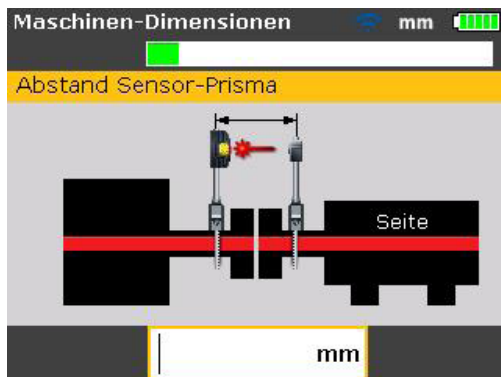 Maschinen-Dimensionen mm
Abstand Sensor-Prisma
Seite
mm